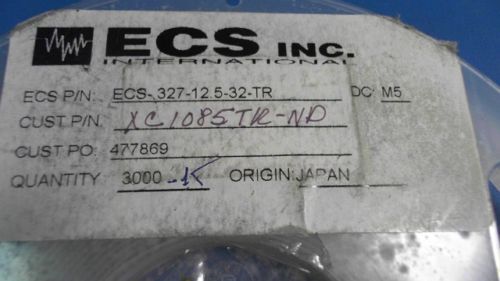 ECS INC.
INTERNATIONAL
ECS P/N: ECS-.327-12.5-32-TR DC: M5
CUST P/N: XC1085TR-ND
CUST PO: 477869
QUANTITY: 3000 -K ORIGIN: JAPAN